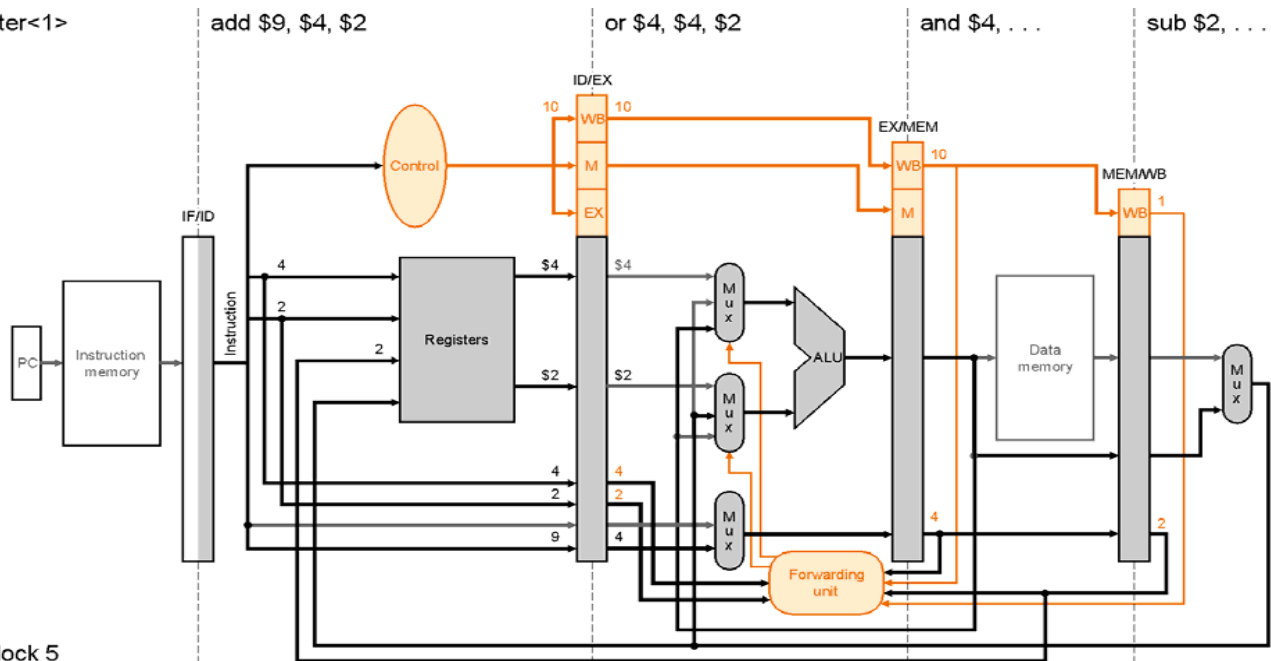 ter<1>
add $9, $4, $2
or $4, $4, $2
and $4, . . .
sub $2, . . .
ID/EX
10
WB
10
EX/MEM
Control
M
WB
10
MEM/WB
IF/ID
EX
M
WB
1
4
$4
$4
Mux
Instruction
2
Registers
PC
Instruction
memory
2
ALU
Data
memory
Mux
$2
$2
Mux
4
4
2
2
Mux
4
2
9
4
Forwarding
unit
lock 5